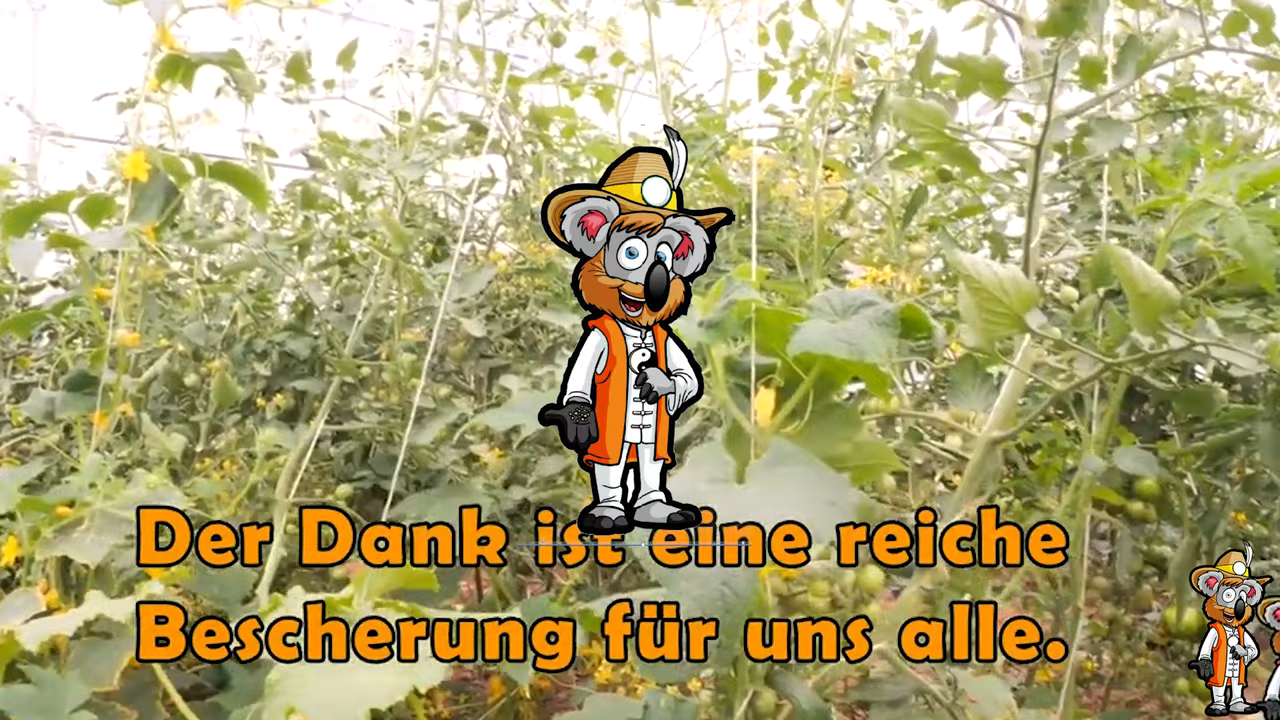 Der Dank ist eine reiche
Bescherung für uns alle.